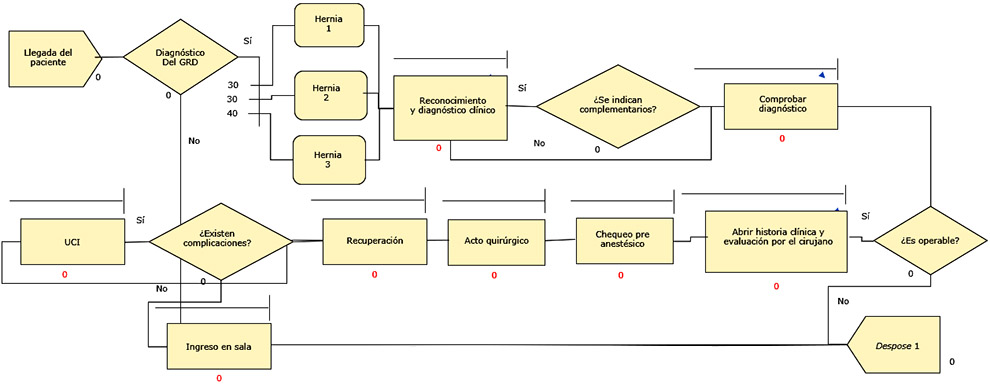 Llegada del
paciente
0
Diagnóstico
Del GRD
0
Sí
No
30
30
40
Hernia
1
Hernia
2
Hernia
3
Reconocimiento
y diagnóstico clínico
0
Sí
No
¿Se indican
complementarios?
0
Comprobar
diagnóstico
0
UCI
0
Sí
¿Existen
complicaciones?
0
No
Recuperación
0
Acto quirúrgico
0
Chequeo pre
anestésico
0
Abrir historia clínica y
evaluación por el cirujano
0
Sí
¿Es operable?
0
No
Ingreso en sala
0
Despose 1
0